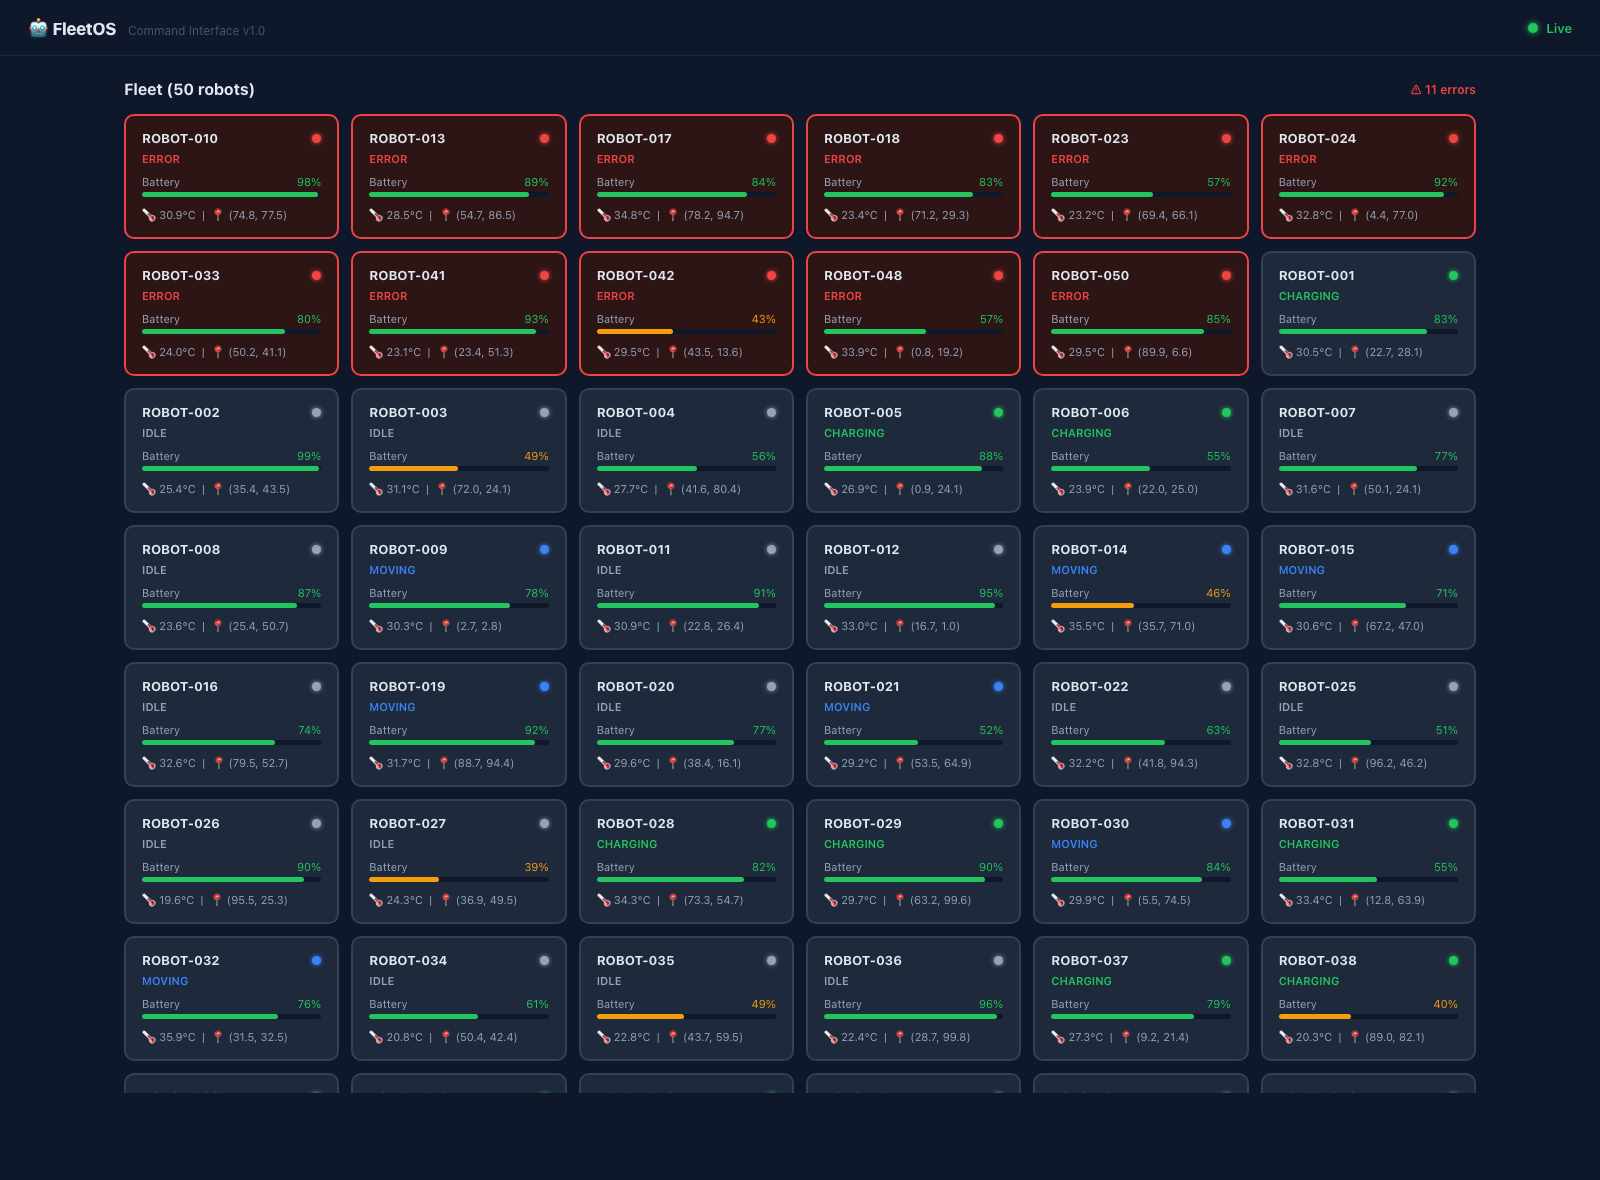 FleetOS Command Interface v1.0
Live
Fleet (50 robots)
11 errors
ROBOT-010
ERROR
Battery 98%
30.9°C | (74.8, 77.5)
ROBOT-013
ERROR
Battery 89%
28.5°C | (54.7, 86.5)
ROBOT-017
ERROR
Battery 84%
34.8°C | (78.2, 94.7)
ROBOT-018
ERROR
Battery 83%
23.4°C | (71.2, 29.3)
ROBOT-023
ERROR
Battery 57%
23.2°C | (69.4, 66.1)
ROBOT-024
ERROR
Battery 92%
32.8°C | (4.4, 77.0)
ROBOT-033
ERROR
Battery 80%
24.0°C | (50.2, 41.1)
ROBOT-041
ERROR
Battery 93%
23.1°C | (23.4, 51.3)
ROBOT-042
ERROR
Battery 43%
29.5°C | (43.5, 13.6)
ROBOT-048
ERROR
Battery 57%
33.9°C | (0.8, 19.2)
ROBOT-050
ERROR
Battery 85%
29.5°C | (89.9, 6.6)
ROBOT-001
CHARGING
Battery 83%
30.5°C | (22.7, 28.1)
ROBOT-002
IDLE
Battery 99%
25.4°C | (35.4, 43.5)
ROBOT-003
IDLE
Battery 49%
31.1°C | (72.0, 24.1)
ROBOT-004
IDLE
Battery 56%
27.7°C | (41.6, 80.4)
ROBOT-005
CHARGING
Battery 88%
26.9°C | (0.9, 24.1)
ROBOT-006
CHARGING
Battery 55%
23.9°C | (22.0, 25.0)
ROBOT-007
IDLE
Battery 77%
31.6°C | (50.1, 24.1)
ROBOT-008
IDLE
Battery 87%
23.6°C | (25.4, 50.7)
ROBOT-009
MOVING
Battery 78%
30.3°C | (2.7, 2.8)
ROBOT-011
IDLE
Battery 91%
30.9°C | (22.8, 26.4)
ROBOT-012
IDLE
Battery 95%
33.0°C | (16.7, 1.0)
ROBOT-014
MOVING
Battery 46%
35.5°C | (35.7, 71.0)
ROBOT-015
MOVING
Battery 71%
30.6°C | (67.2, 47.0)
ROBOT-016
IDLE
Battery 74%
32.6°C | (79.5, 52.7)
ROBOT-019
MOVING
Battery 92%
31.7°C | (88.7, 94.4)
ROBOT-020
IDLE
Battery 77%
29.6°C | (38.4, 16.1)
ROBOT-021
MOVING
Battery 52%
29.2°C | (53.5, 64.9)
ROBOT-022
IDLE
Battery 63%
32.2°C | (41.8, 94.3)
ROBOT-025
IDLE
Battery 51%
32.8°C | (96.2, 46.2)
ROBOT-026
IDLE
Battery 90%
19.6°C | (95.5, 25.3)
ROBOT-027
IDLE
Battery 39%
24.3°C | (36.9, 49.5)
ROBOT-028
CHARGING
Battery 82%
34.3°C | (73.3, 54.7)
ROBOT-029
CHARGING
Battery 90%
29.7°C | (63.2, 99.6)
ROBOT-030
MOVING
Battery 84%
29.9°C | (5.5, 74.5)
ROBOT-031
CHARGING
Battery 55%
33.4°C | (12.8, 63.9)
ROBOT-032
MOVING
Battery 76%
35.9°C | (31.5, 32.5)
ROBOT-034
IDLE
Battery 61%
20.8°C | (50.4, 42.4)
ROBOT-035
IDLE
Battery 49%
22.8°C | (43.7, 59.5)
ROBOT-036
IDLE
Battery 96%
22.4°C | (28.7, 99.8)
ROBOT-037
CHARGING
Battery 79%
27.3°C | (9.2, 21.4)
ROBOT-038
CHARGING
Battery 40%
20.3°C | (89.0, 82.1)